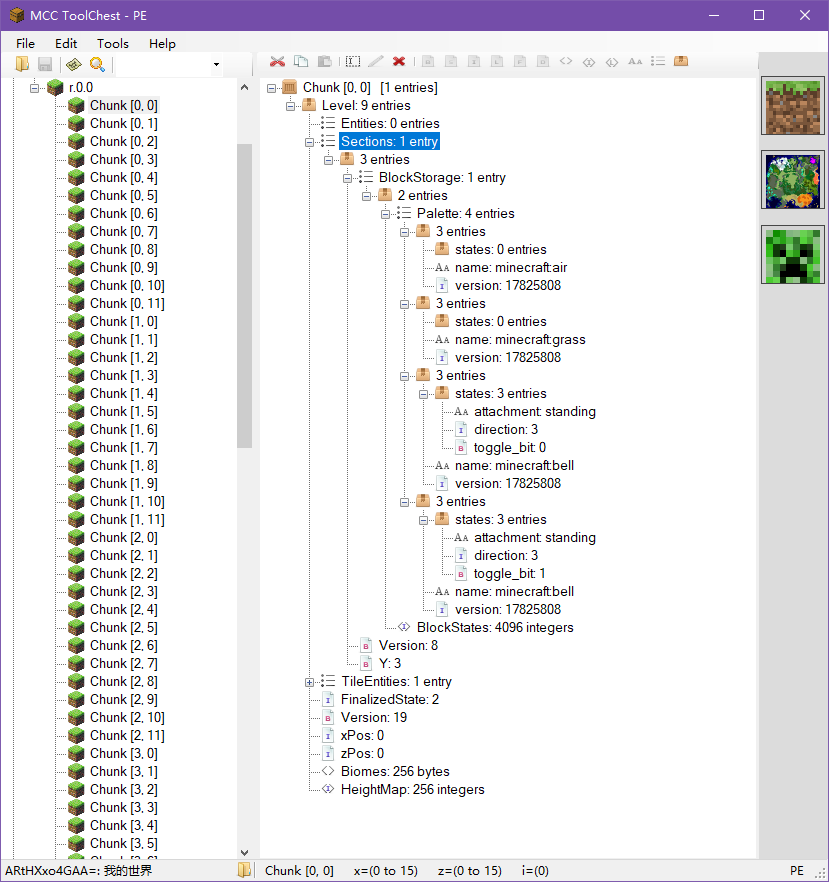 MCC ToolChest - PE
File Edit Tools Help
r.0.0
Chunk [0, 0]
Chunk [0, 1]
Chunk [0, 2]
Chunk [0, 3]
Chunk [0, 4]
Chunk [0, 5]
Chunk [0, 6]
Chunk [0, 7]
Chunk [0, 8]
Chunk [0, 9]
Chunk [0, 10]
Chunk [0, 11]
Chunk [1, 0]
Chunk [1, 1]
Chunk [1, 2]
Chunk [1, 3]
Chunk [1, 4]
Chunk [1, 5]
Chunk [1, 6]
Chunk [1, 7]
Chunk [1, 8]
Chunk [1, 9]
Chunk [1, 10]
Chunk [1, 11]
Chunk [2, 0]
Chunk [2, 1]
Chunk [2, 2]
Chunk [2, 3]
Chunk [2, 4]
Chunk [2, 5]
Chunk [2, 6]
Chunk [2, 7]
Chunk [2, 8]
Chunk [2, 9]
Chunk [2, 10]
Chunk [2, 11]
Chunk [3, 0]
Chunk [3, 1]
Chunk [3, 2]
Chunk [3, 3]
Chunk [3, 4]
Chunk [3, 5]
Chunk [0, 0] [1 entries]
Level: 9 entries
Entities: 0 entries
Sections: 1 entry
3 entries
BlockStorage: 1 entry
2 entries
Palette: 4 entries
3 entries
states: 0 entries
name: minecraft:air
version: 17825808
3 entries
states: 0 entries
name: minecraft:grass
version: 17825808
3 entries
states: 3 entries
attachment: standing
direction: 3
toggle_bit: 0
name: minecraft:bell
version: 17825808
3 entries
states: 3 entries
attachment: standing
direction: 3
toggle_bit: 1
name: minecraft:bell
version: 17825808
BlockStates: 4096 integers
Version: 8
Y: 3
TileEntities: 1 entry
FinalizedState: 2
Version: 19
xPos: 0
zPos: 0
Biomes: 256 bytes
HeightMap: 256 integers
ARtHXxo4GAA=: 我的世界 Chunk [0, 0] x=(0 to 15) z=(0 to 15) i=(0) PE